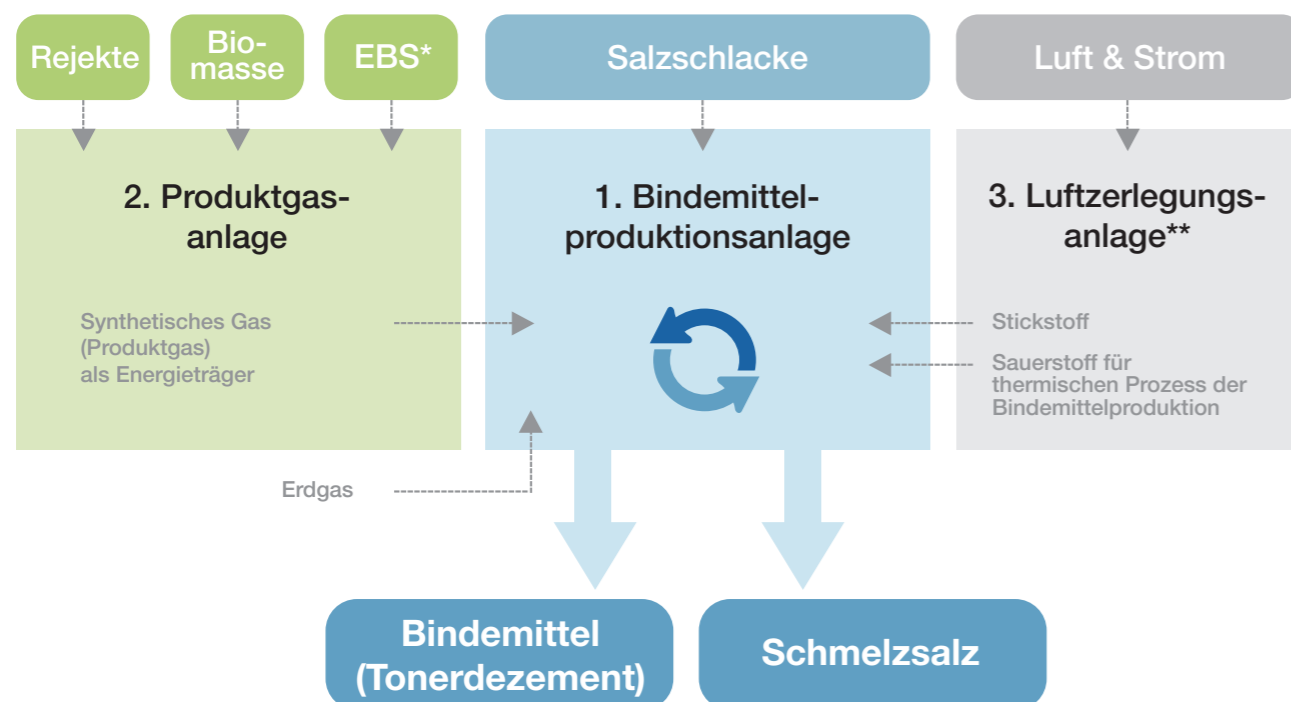 Rejekte
Bio-
masse
EBS*
Salzschlacke
Luft & Strom
2. Produktgas-
anlage
1. Bindemittel-
produktionsanlage
3. Luftzerlegungs-
anlage**
Synthetisches Gas
(Produktgas)
als Energieträger
Stickstoff
Sauerstoff für
thermischen Prozess der
Bindemittelproduktion
Erdgas
Bindemittel
(Tonerdezement)
Schmelzsalz